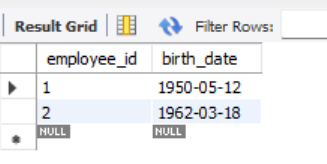 Result Grid Filter Rows:
employee_id birth_date
1 1950-05-12
2 1962-03-18
NULL NULL